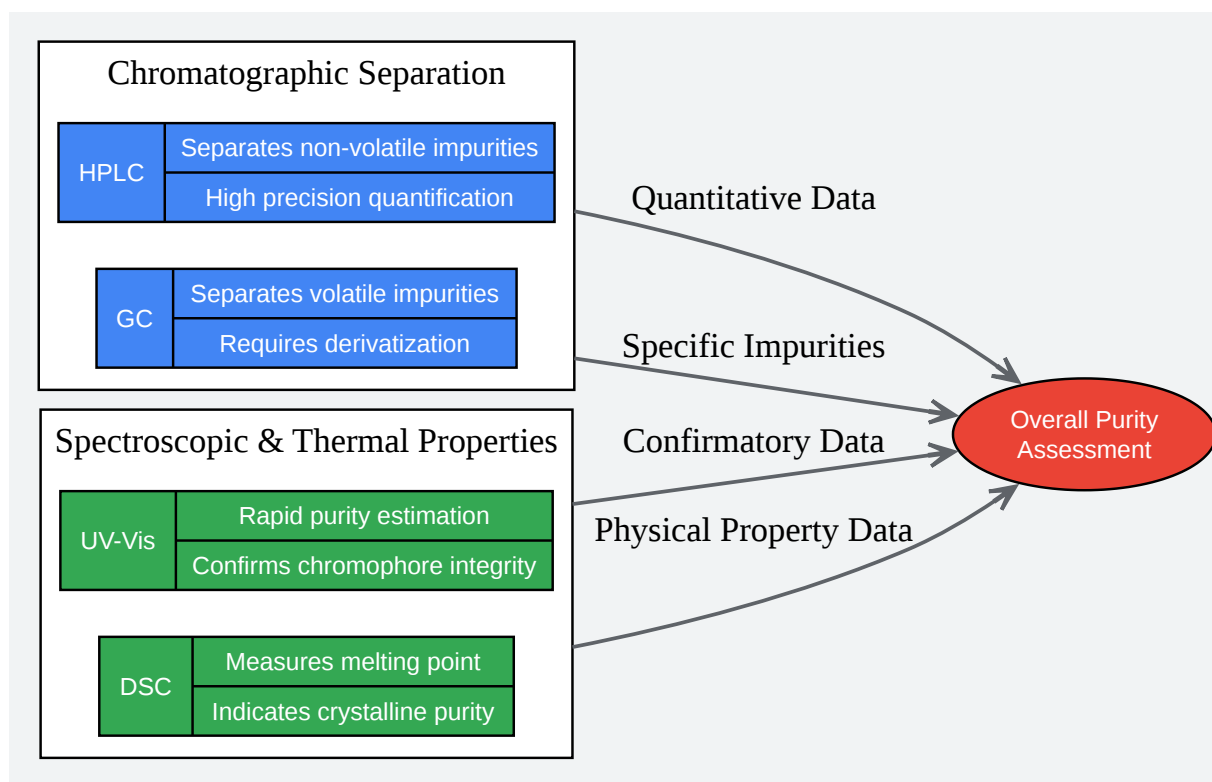 Chromatographic Separation
HPLC
Separates non-volatile impurities
High precision quantification
GC
Separates volatile impurities
Requires derivatization
Spectroscopic & Thermal Properties
UV-Vis
Rapid purity estimation
Confirms chromophore integrity
DSC
Measures melting point
Indicates crystalline purity
Quantitative Data
Specific Impurities
Confirmatory Data
Physical Property Data
Overall Purity
Assessment